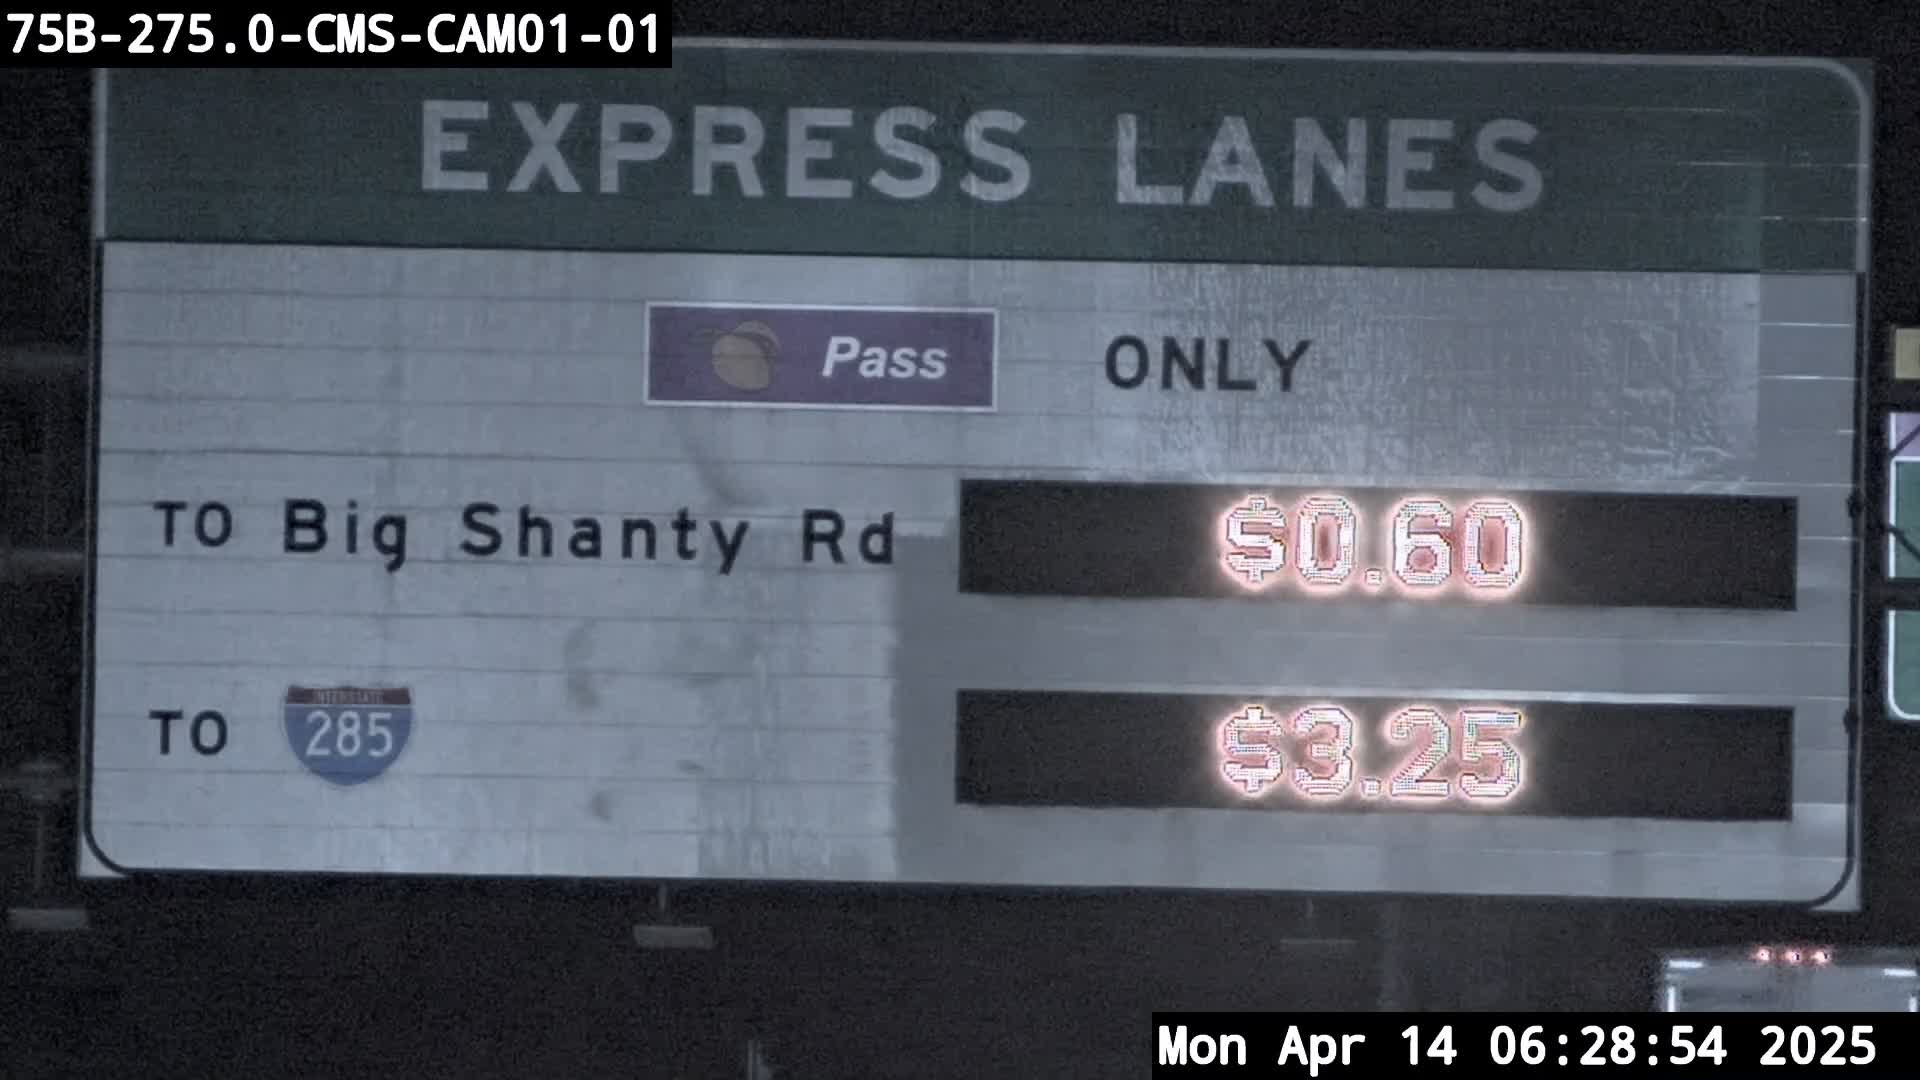 75B-275.0-CMS-CAM01-01
EXPRESS LANES
Pass ONLY
TO Big Shanty Rd $0.60
TO INTERSTATE 285 $3.25
Mon Apr 14 06:28:54 2025